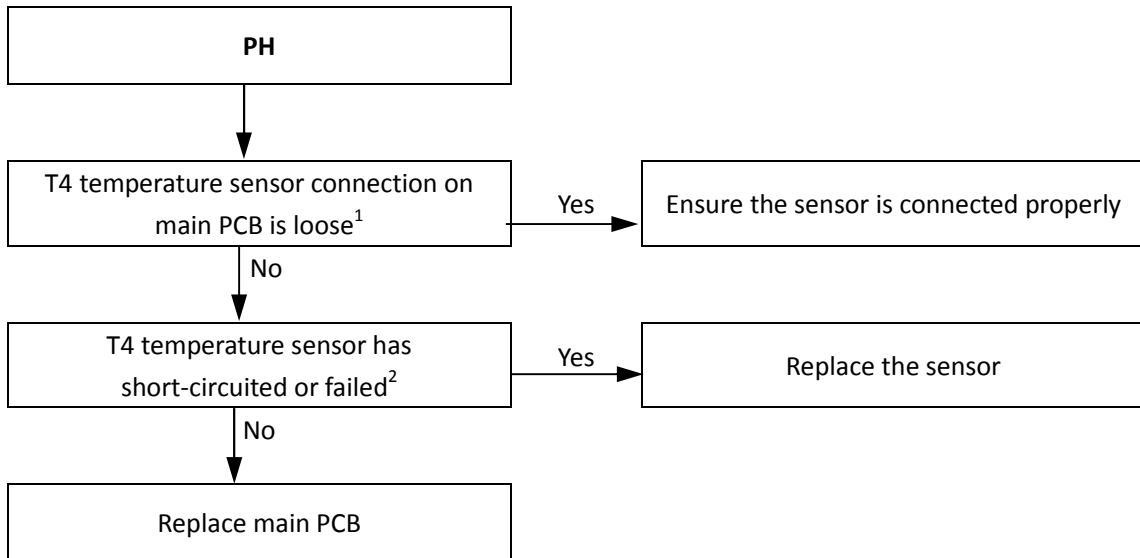 PH
T4 temperature sensor connection on
main PCB is loose1
Yes
Ensure the sensor is connected properly
No
T4 temperature sensor has
short-circuited or failed2
Yes
Replace the sensor
No
Replace main PCB